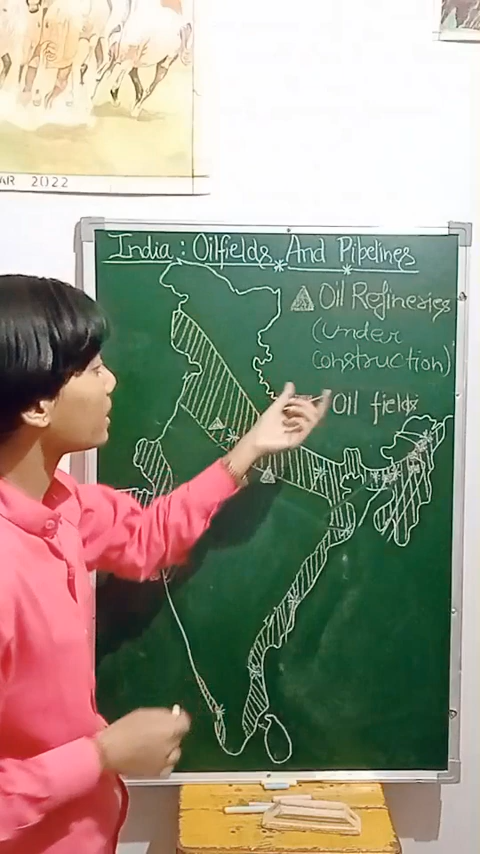 AR 2022
India : Oilfields And Pipelines
Oil Refineries
(under
construction)
Oil fields